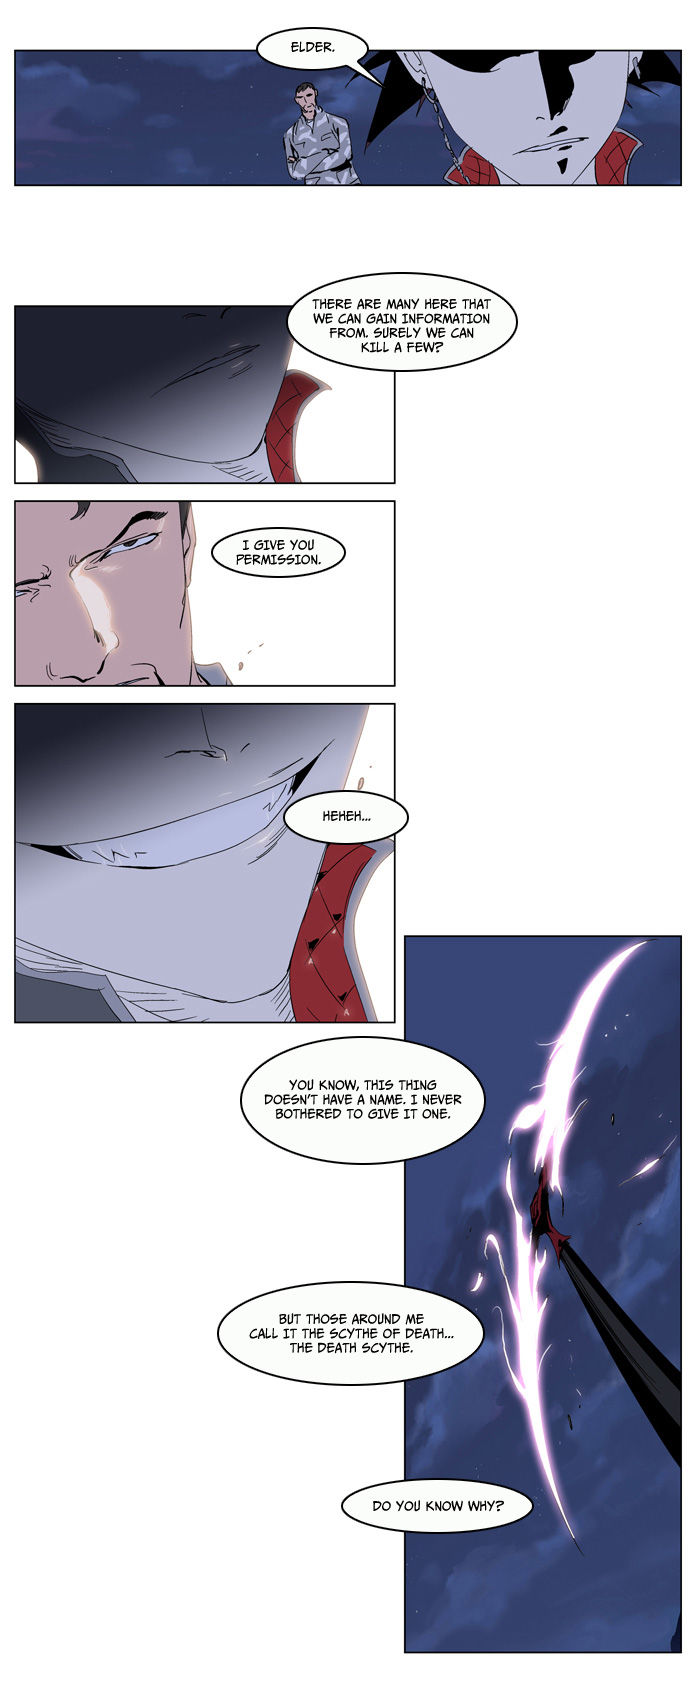 ELDER.
THERE ARE MANY HERE THAT
WE CAN GAIN INFORMATION
FROM. SURELY WE CAN
KILL A FEW?
I GIVE YOU
PERMISSION.
HEHEH...
YOU KNOW, THIS THING
DOESN'T HAVE A NAME. I NEVER
BOTHERED TO GIVE IT ONE.
BUT THOSE AROUND ME
CALL IT THE SCYTHE OF DEATH...
THE DEATH SCYTHE.
DO YOU KNOW WHY?